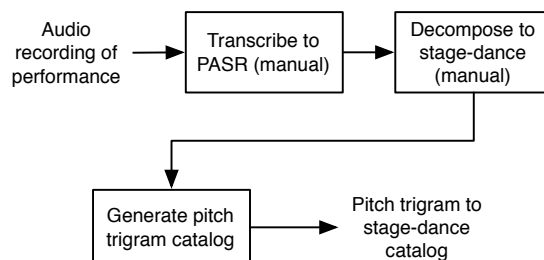 Audio
recording of
performance
Transcribe to
PASR (manual)
Decompose to
stage-dance
(manual)
Generate pitch
trigram catalog
Pitch trigram to
stage-dance
catalog